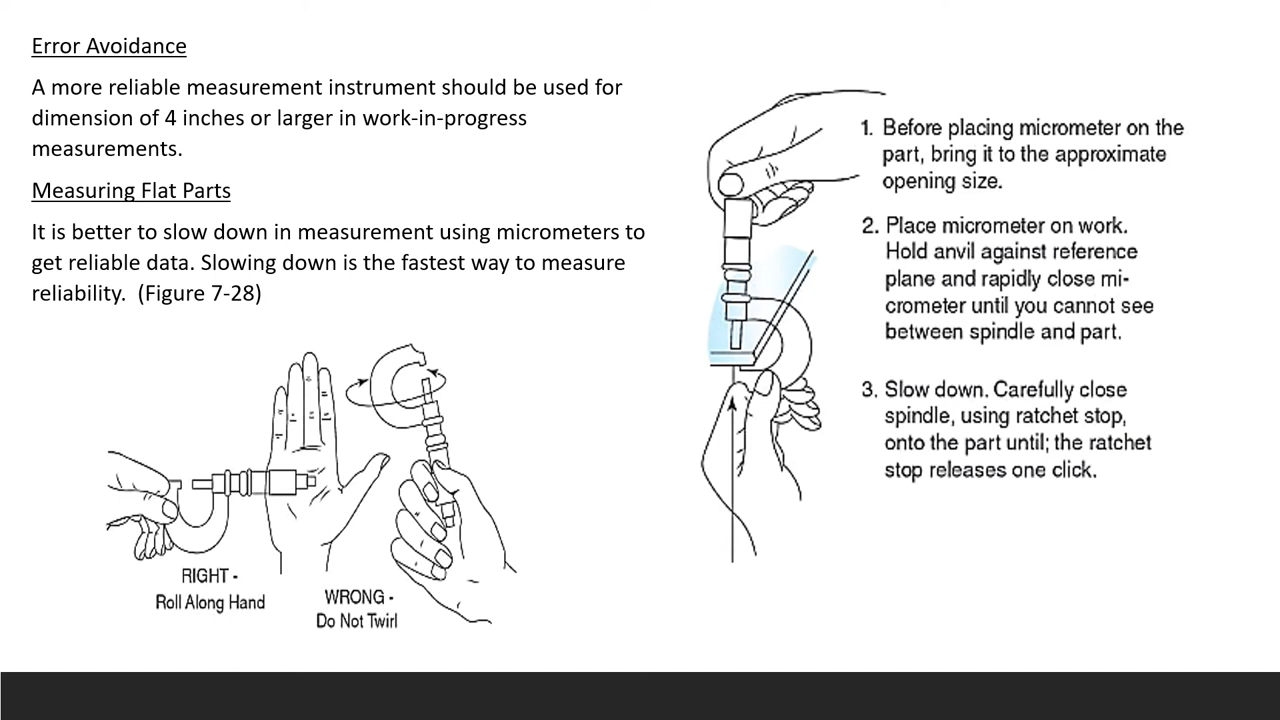 Error Avoidance
A more reliable measurement instrument should be used for
dimension of 4 inches or larger in work-in-progress
measurements.
Measuring Flat Parts
It is better to slow down in measurement using micrometers to
get reliable data. Slowing down is the fastest way to measure
reliability.  (Figure 7-28)
RIGHT -
Roll Along Hand
WRONG -
Do Not Twirl
1. Before placing micrometer on the
part, bring it to the approximate
opening size.
2. Place micrometer on work.
Hold anvil against reference
plane and rapidly close mi-
crometer until you cannot see
between spindle and part.
3. Slow down. Carefully close
spindle, using ratchet stop,
onto the part until; the ratchet
stop releases one click.